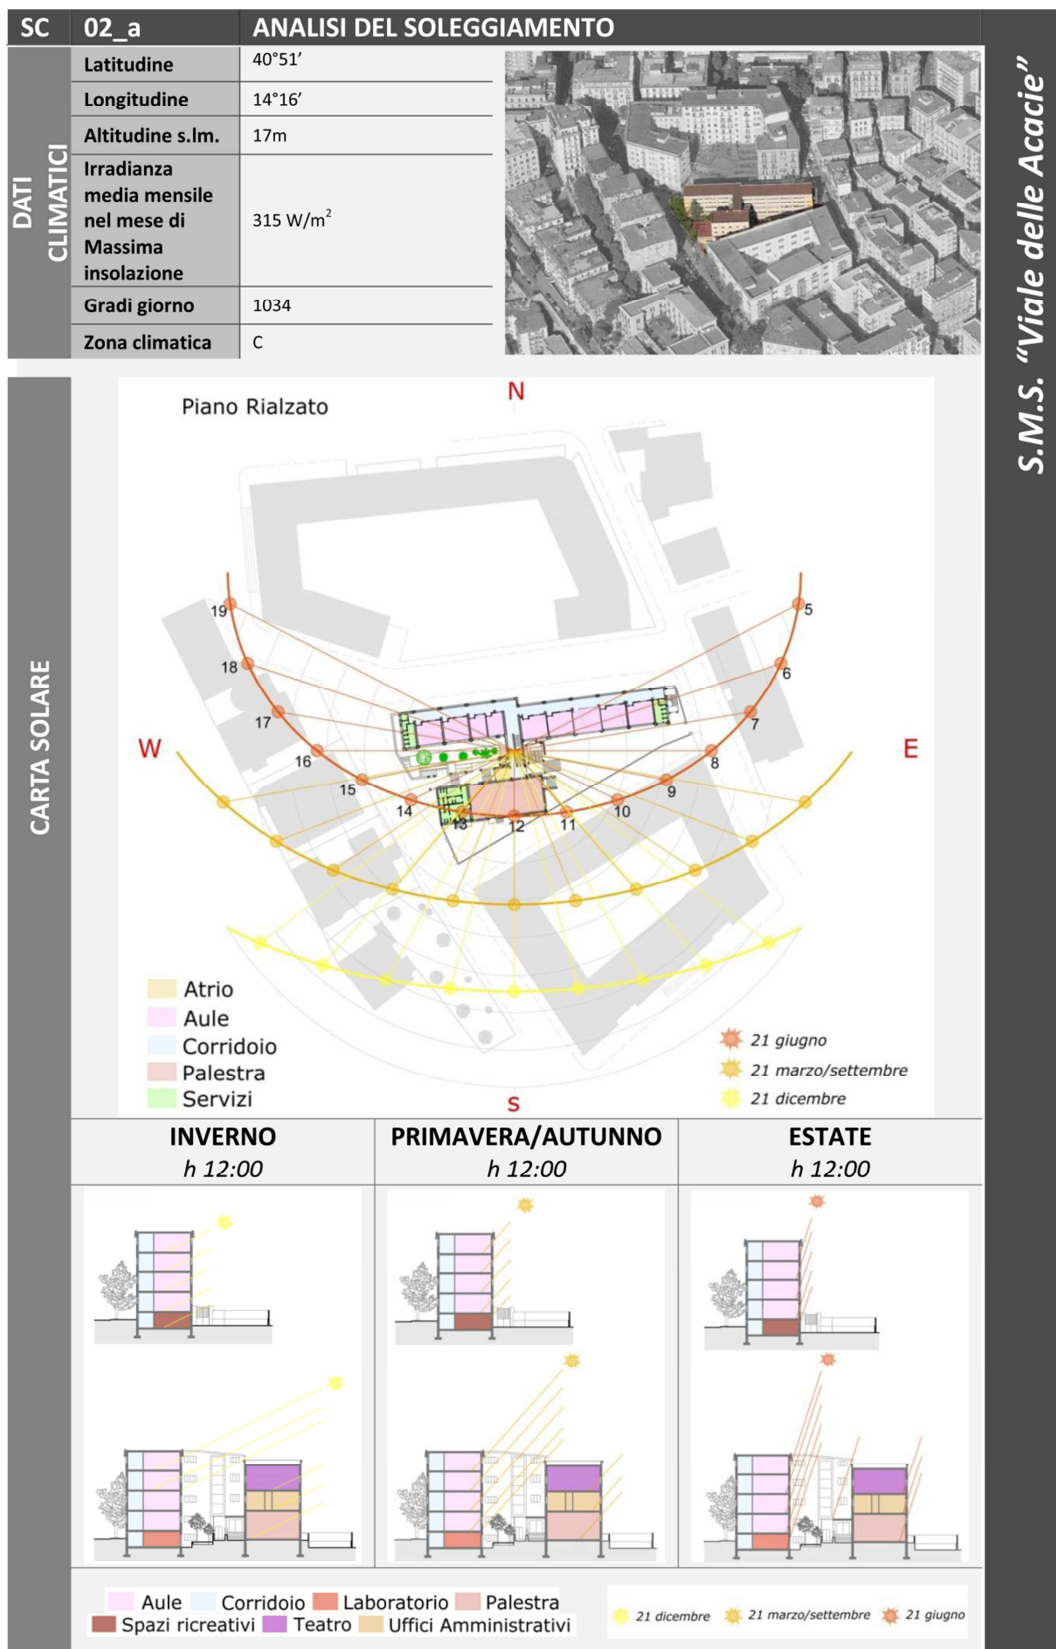 SC 02_a ANALISI DEL SOLEGGIAMENTO
S.M.S. “Viale delle Acacie”
DATI CLIMATICI
Latitudine 40°51’
Longitudine 14°16’
Altitudine s.lm. 17m
Irradianza
media mensile
nel mese di
Massima
insolazione
315 W/m²
Gradi giorno 1034
Zona climatica C
CARTA SOLARE
Piano Rialzato
N
19
5
18
6
17
7
W
16
8
E
15
9
14
10
13
12
11
Atrio
Aule
Corridoio
Palestra
Servizi
21 giugno
21 marzo/settembre
21 dicembre
S
INVERNO
h 12:00
PRIMAVERA/AUTUNNO
h 12:00
ESTATE
h 12:00
Aule Corridoio Laboratorio Palestra
Spazi ricreativi Teatro Uffici Amministrativi
21 dicembre 21 marzo/settembre 21 giugno